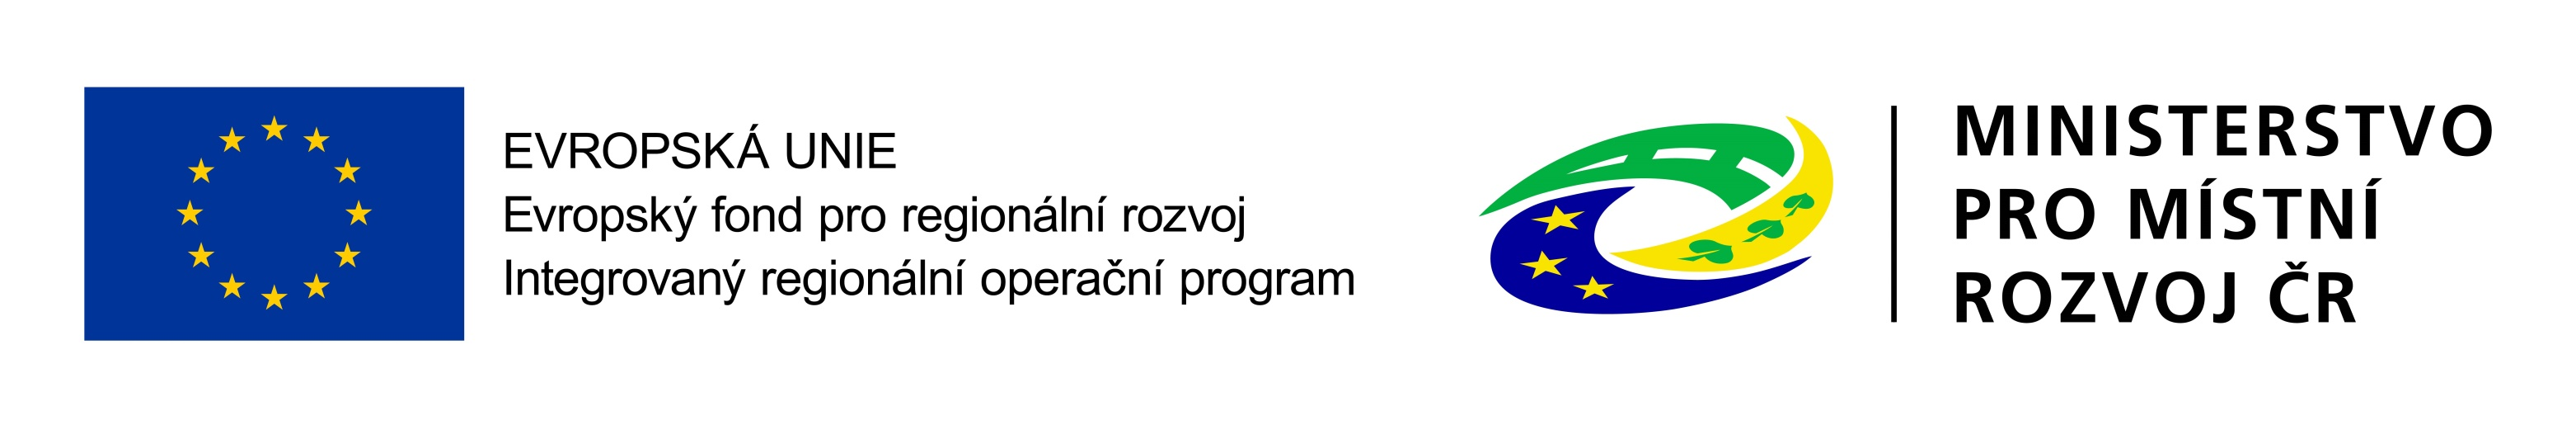 EVROPSKÁ UNIE
Evropský fond pro regionální rozvoj
Integrovaný regionální operační program
MINISTERSTVO
PRO MÍSTNÍ
ROZVOJ ČR